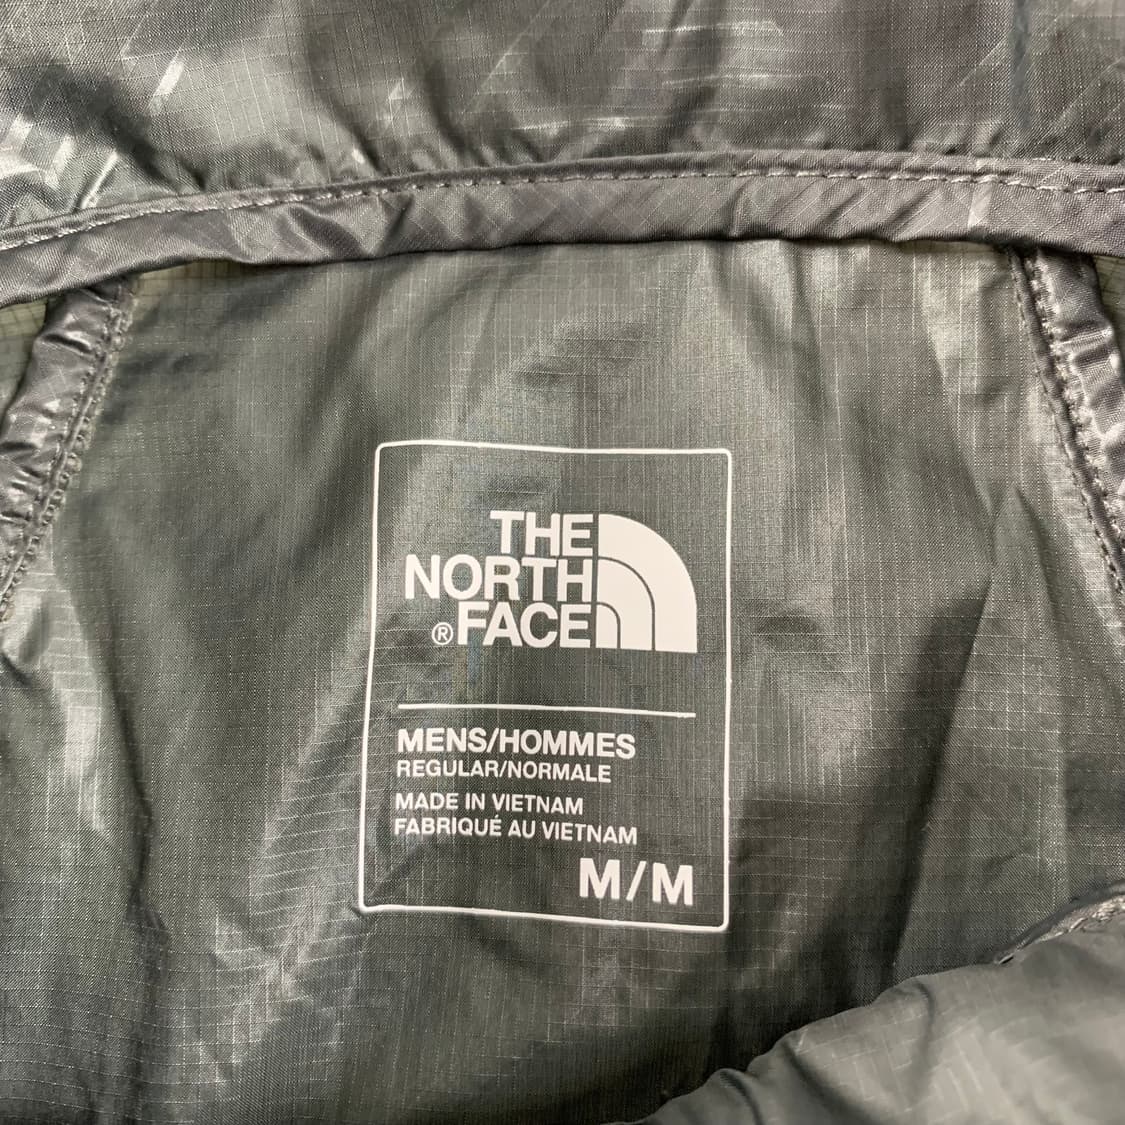 THE
NORTH
® FACE
MENS/HOMMES
REGULAR/NORMALE
MADE IN VIETNAM
FABRIQUÉ AU VIETNAM
M/M